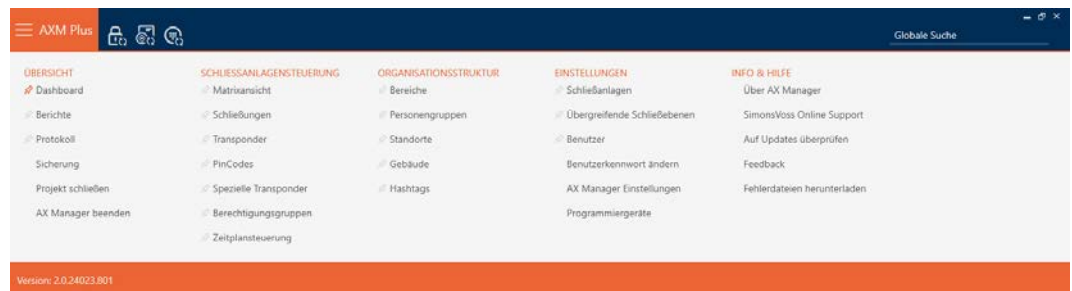 AXM Plus
Globale Suche
ÜBERSICHT
Dashboard
Berichte
Protokoll
Sicherung
Projekt schließen
AX Manager beenden
SCHLIESSANLAGENSTEUERUNG
Matrixansicht
Schließungen
Transponder
PinCodes
Spezielle Transponder
Berechtigungsgruppen
Zeitplansteuerung
ORGANISATIONSSTRUKTUR
Bereiche
Personengruppen
Standorte
Gebäude
Hashtags
EINSTELLUNGEN
Schließanlagen
Übergreifende Schließebenen
Benutzer
Benutzerkennwort ändern
AX Manager Einstellungen
Programmiergeräte
INFO & HILFE
Über AX Manager
SimonsVoss Online Support
Auf Updates überprüfen
Feedback
Fehlerdateien herunterladen
Version: 2.0.24023.801